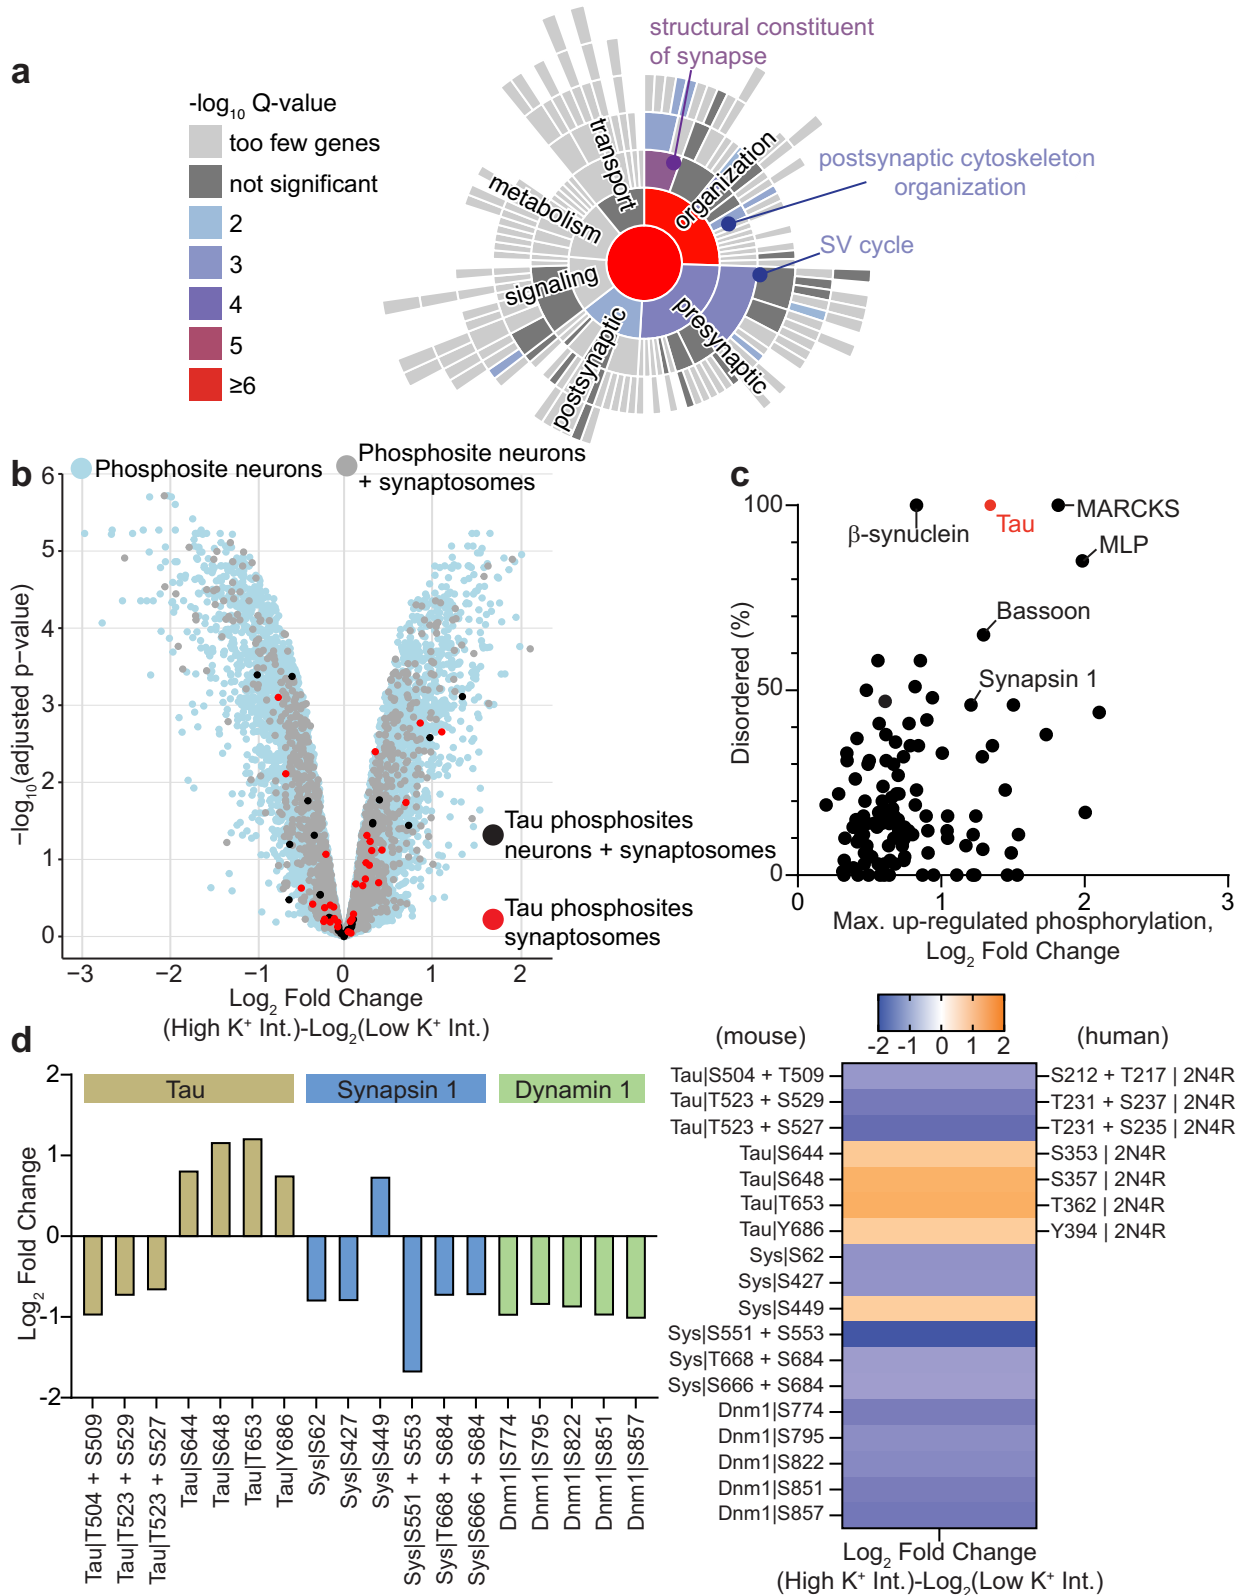 a
structural constituent
of synapse
-log10 Q-value
too few genes
not significant
2
3
4
5
≥6
transport
organization
metabolism
signaling
postsynaptic
presynaptic
postsynaptic cytoskeleton
organization
SV cycle
b
Phosphosite neurons
Phosphosite neurons
+ synaptosomes
6
5
4
3
2
1
0
−log10(adjusted p−value)
−3
−2
−1
0
1
2
Log2 Fold Change
(High K+ Int.)-Log2(Low K+ Int.)
Tau phosphosites
neurons + synaptosomes
Tau phosphosites
synaptosomes
c
100
50
0
Disordered (%)
β-synuclein
Tau
MARCKS
MLP
Bassoon
Synapsin 1
0
1
2
3
Max. up-regulated phosphorylation,
Log2 Fold Change
d
2
1
0
-1
-2
Log2 Fold Change
Tau
Synapsin 1
Dynamin 1
Tau|T504 + S509
Tau|T523 + S529
Tau|T523 + S527
Tau|S644
Tau|S648
Tau|T653
Tau|Y686
Sys|S62
Sys|S427
Sys|S449
Sys|S551 + S553
Sys|T668 + S684
Sys|S666 + S684
Dnm1|S774
Dnm1|S795
Dnm1|S822
Dnm1|S851
Dnm1|S857
(mouse)
-2 -1 0 1 2
(human)
Tau|S504 + T509
S212 + T217 | 2N4R
Tau|T523 + S529
T231 + S237 | 2N4R
Tau|T523 + S527
T231 + S235 | 2N4R
Tau|S644
S353 | 2N4R
Tau|S648
S357 | 2N4R
Tau|T653
T362 | 2N4R
Tau|Y686
Y394 | 2N4R
Sys|S62
Sys|S427
Sys|S449
Sys|S551 + S553
Sys|T668 + S684
Sys|S666 + S684
Dnm1|S774
Dnm1|S795
Dnm1|S822
Dnm1|S851
Dnm1|S857
Log2 Fold Change
(High K+ Int.)-Log2(Low K+ Int.)